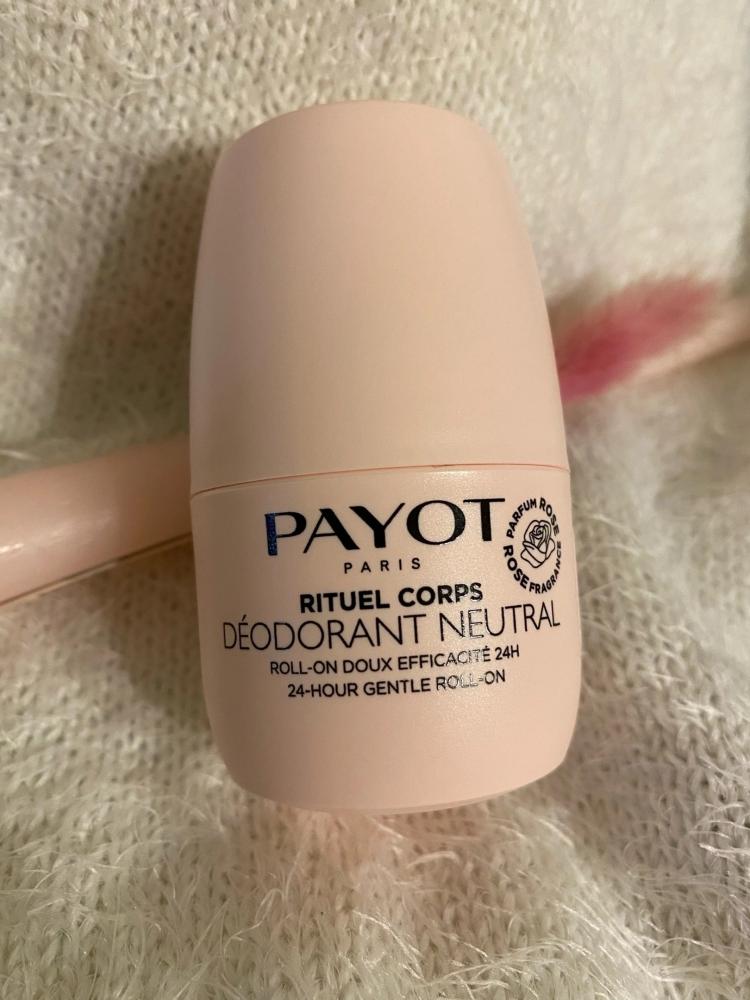 PAYOT
PARIS
PARFUM ROSE
ROSE FRAGRANCE
RITUEL CORPS
DÉODORANT NEUTRAL
ROLL-ON DOUX EFFICACITÉ 24H
24-HOUR GENTLE ROLL-ON